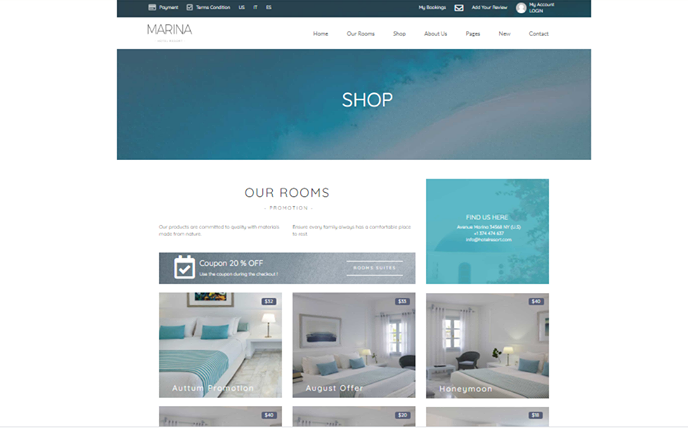 Payment Terms Condition US IT ES My Bookings Add Your Review My Account
LOGIN
MARINA
Home Our Rooms Shop About Us Pages New Contact
SHOP
OUR ROOMS
- PROMOTION -
Our products are committed to quality with materials
made from nature.
Ensure every family always has a comfortable place
to visit
FIND US HERE
Avenue Marina 34566 NY (U.S)
+1 374 474 637
info@hotelresort.com
Coupon 20 % OFF
Use the coupon during the checkout !
ROOMS SUITES
$32
Auttum Promotion
$33
August Offer
$40
Honeymoon
$40
$20
$18